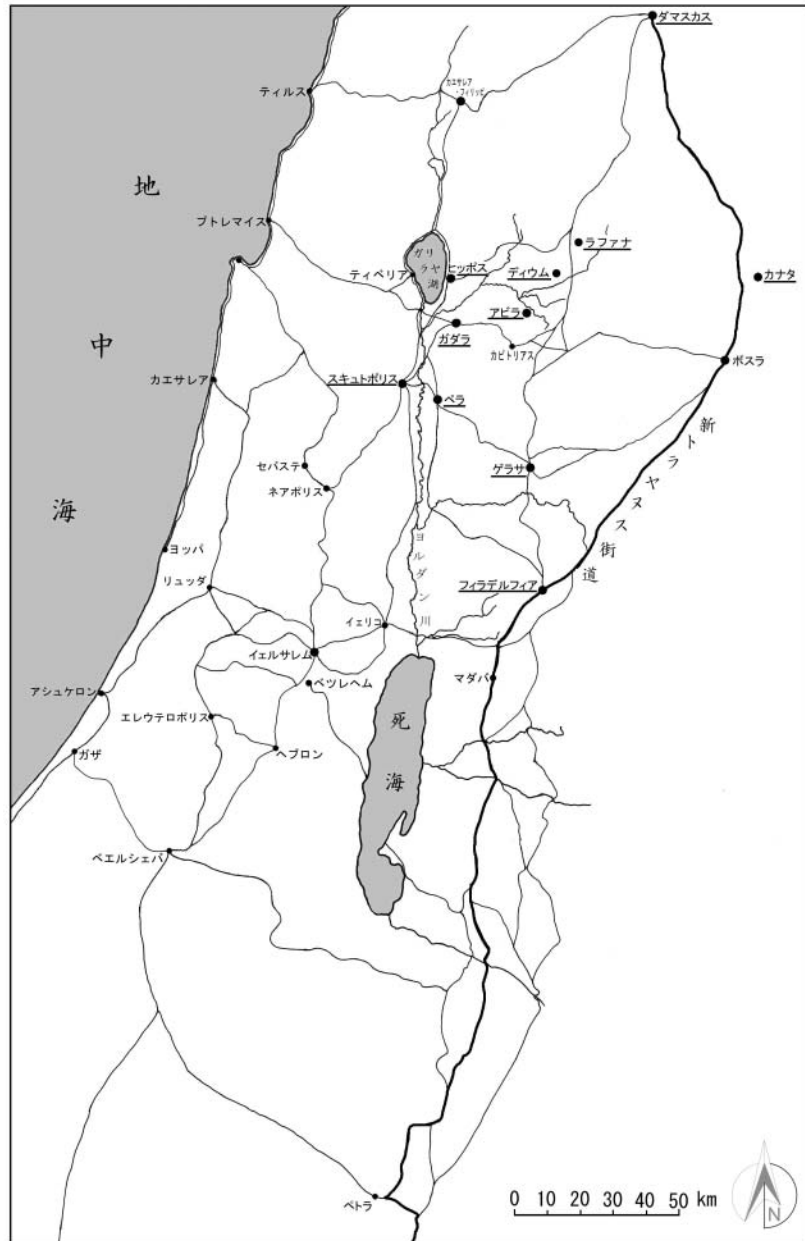 ダマスカス
カエサレア
・フィリッピ
ティルス
地
中
海
プトレマイス
ガリ
ラヤ
湖
ティベリア
ヒッポス
ディウム
ラファナ
カナタ
アビラ
ガダラ
カピトリアス
ボスラ
スキュトポリス
ペラ
カエサレア
ゲラサ
セバステ
ネアポリス
新トラヤヌス街道
ヨッパ
リュッダ
ヨルダン川
フィラデルフィア
イェリコ
イェルサレム
ベツレヘム
マダバ
アシュケロン
エレウテロポリス
死
海
ガザ
ヘブロン
ベエルシェバ
ペトラ
0 10 20 30 40 50 km
N